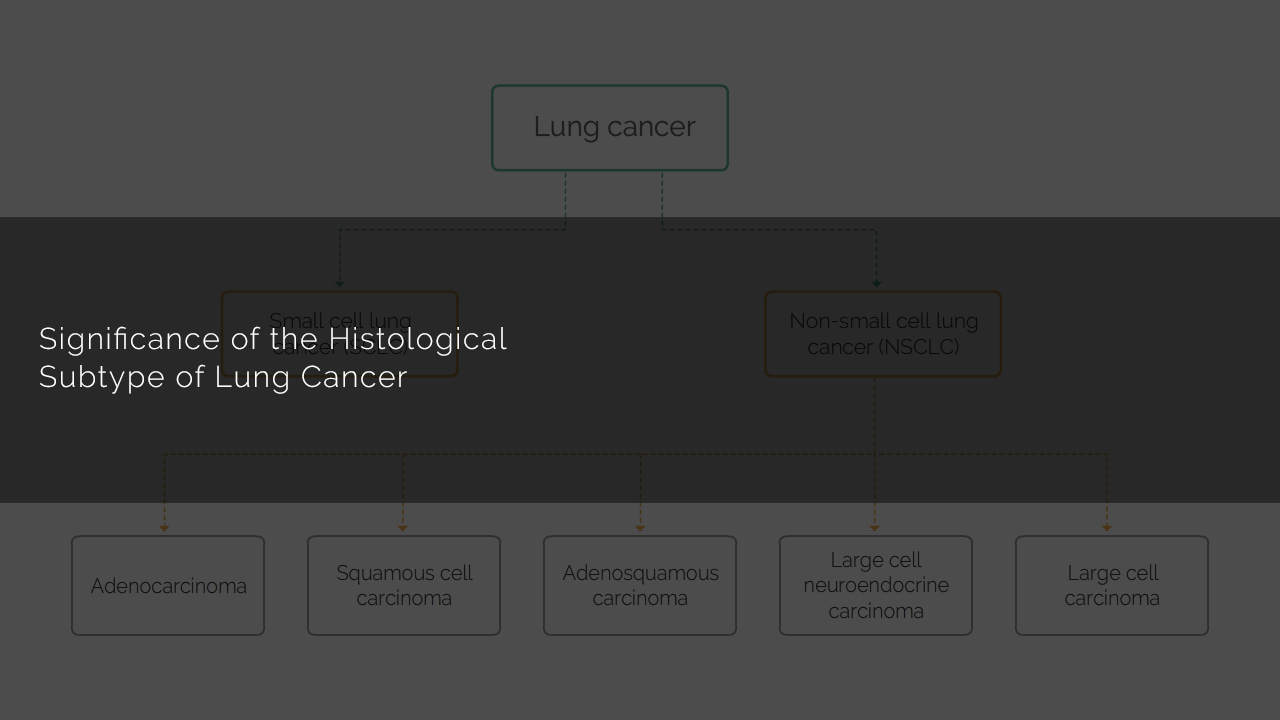 Lung cancer
Small cell lung
cancer (SCLC)
Non-small cell lung
cancer (NSCLC)
Significance of the Histological
Subtype of Lung Cancer
Adenocarcinoma
Squamous cell
carcinoma
Adenosquamous
carcinoma
Large cell
neuroendocrine
carcinoma
Large cell
carcinoma